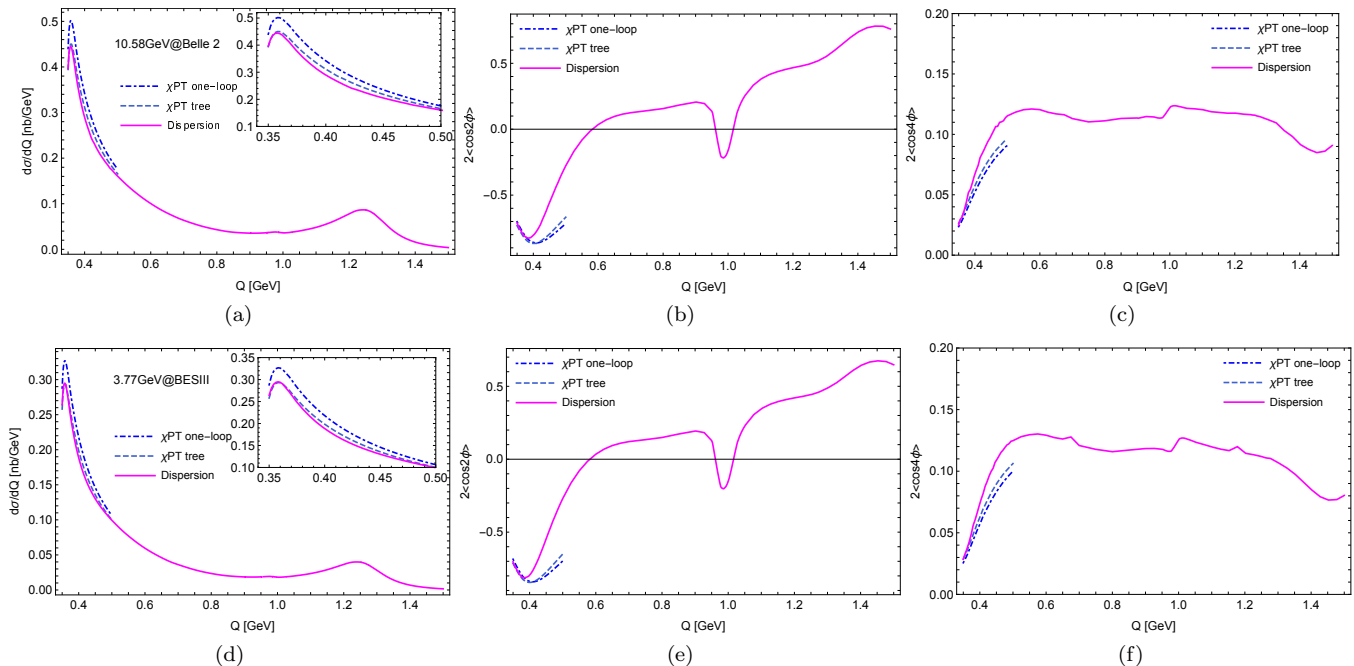 10.58GeV@Belle 2
χPT one-loop
χPT tree
Dispersion
dσ/dQ [nb/GeV]
0.5
0.4
0.3
0.2
0.1
0.0
0.4 0.6 0.8 1.0 1.2 1.4
Q [GeV]
0.5
0.4
0.3
0.2
0.1
0.35 0.40 0.45 0.50
(a)
χPT one-loop
χPT tree
Dispersion
2<cos2ϕ>
0.5
0.0
-0.5
0.4 0.6 0.8 1.0 1.2 1.4
Q [GeV]
(b)
χPT one-loop
χPT tree
Dispersion
2<cos4ϕ>
0.20
0.15
0.10
0.05
0.00
0.4 0.6 0.8 1.0 1.2 1.4
Q [GeV]
(c)
3.77GeV@BESIII
χPT one-loop
χPT tree
Dispersion
dσ/dQ [nb/GeV]
0.30
0.25
0.20
0.15
0.10
0.05
0.00
0.4 0.6 0.8 1.0 1.2 1.4
Q [GeV]
0.35
0.30
0.25
0.20
0.15
0.10
0.35 0.40 0.45 0.50
(d)
χPT one-loop
χPT tree
Dispersion
2<cos2ϕ>
0.5
0.0
-0.5
0.4 0.6 0.8 1.0 1.2 1.4
Q [GeV]
(e)
χPT one-loop
χPT tree
Dispersion
2<cos4ϕ>
0.20
0.15
0.10
0.05
0.00
0.4 0.6 0.8 1.0 1.2 1.4
Q [GeV]
(f)